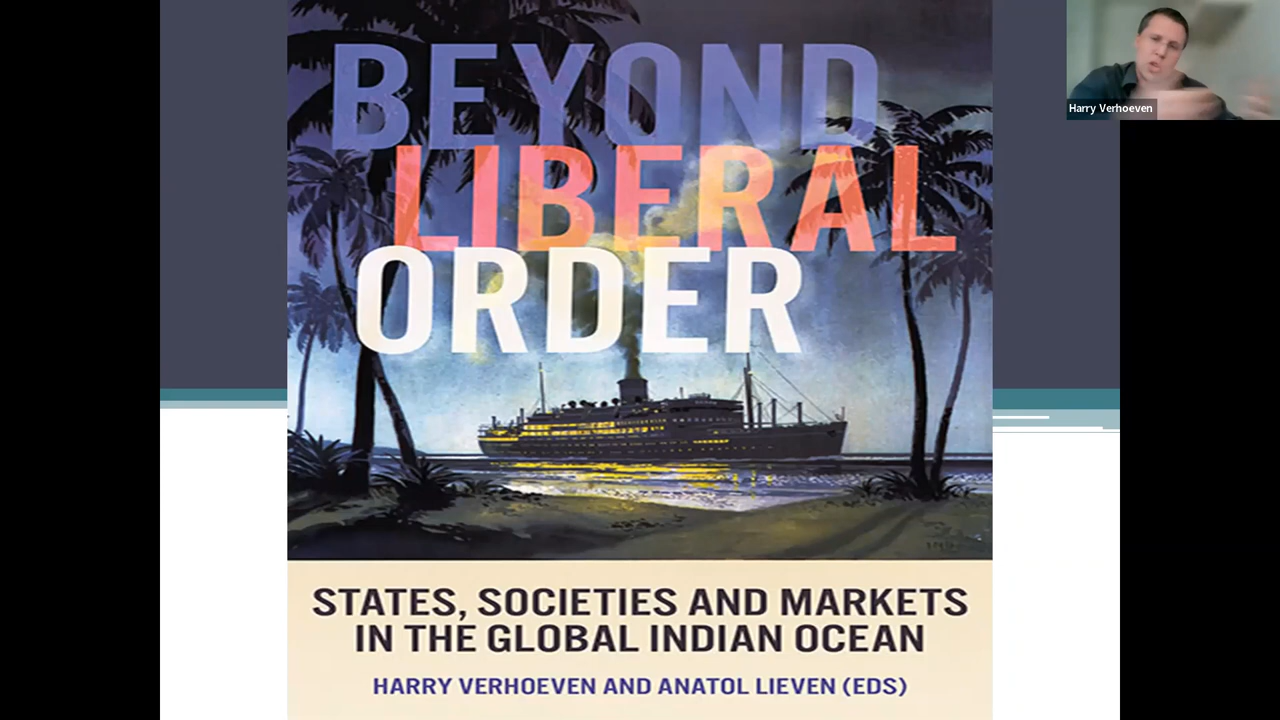 BEYOND
LIBERAL
ORDER
STATES, SOCIETIES AND MARKETS
IN THE GLOBAL INDIAN OCEAN
HARRY VERHOEVEN AND ANATOL LIEVEN (EDS)
Harry Verhoeven